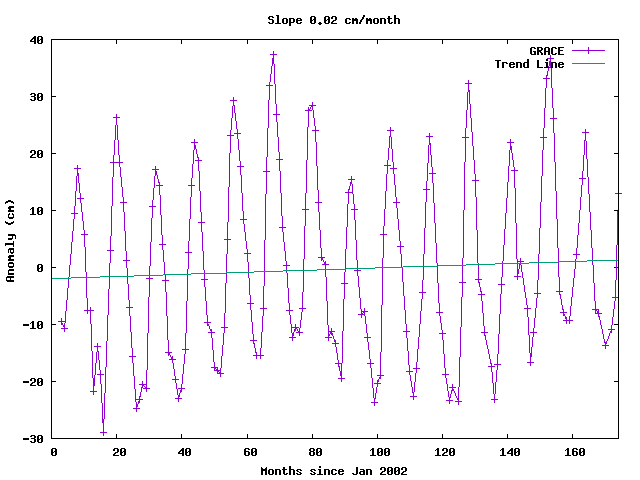 Slope 0.02 cm/month
GRACE
Trend Line
40
30
20
10
0
-10
-20
-30
Anomaly (cm)
0 20 40 60 80 100 120 140 160
Months since Jan 2002